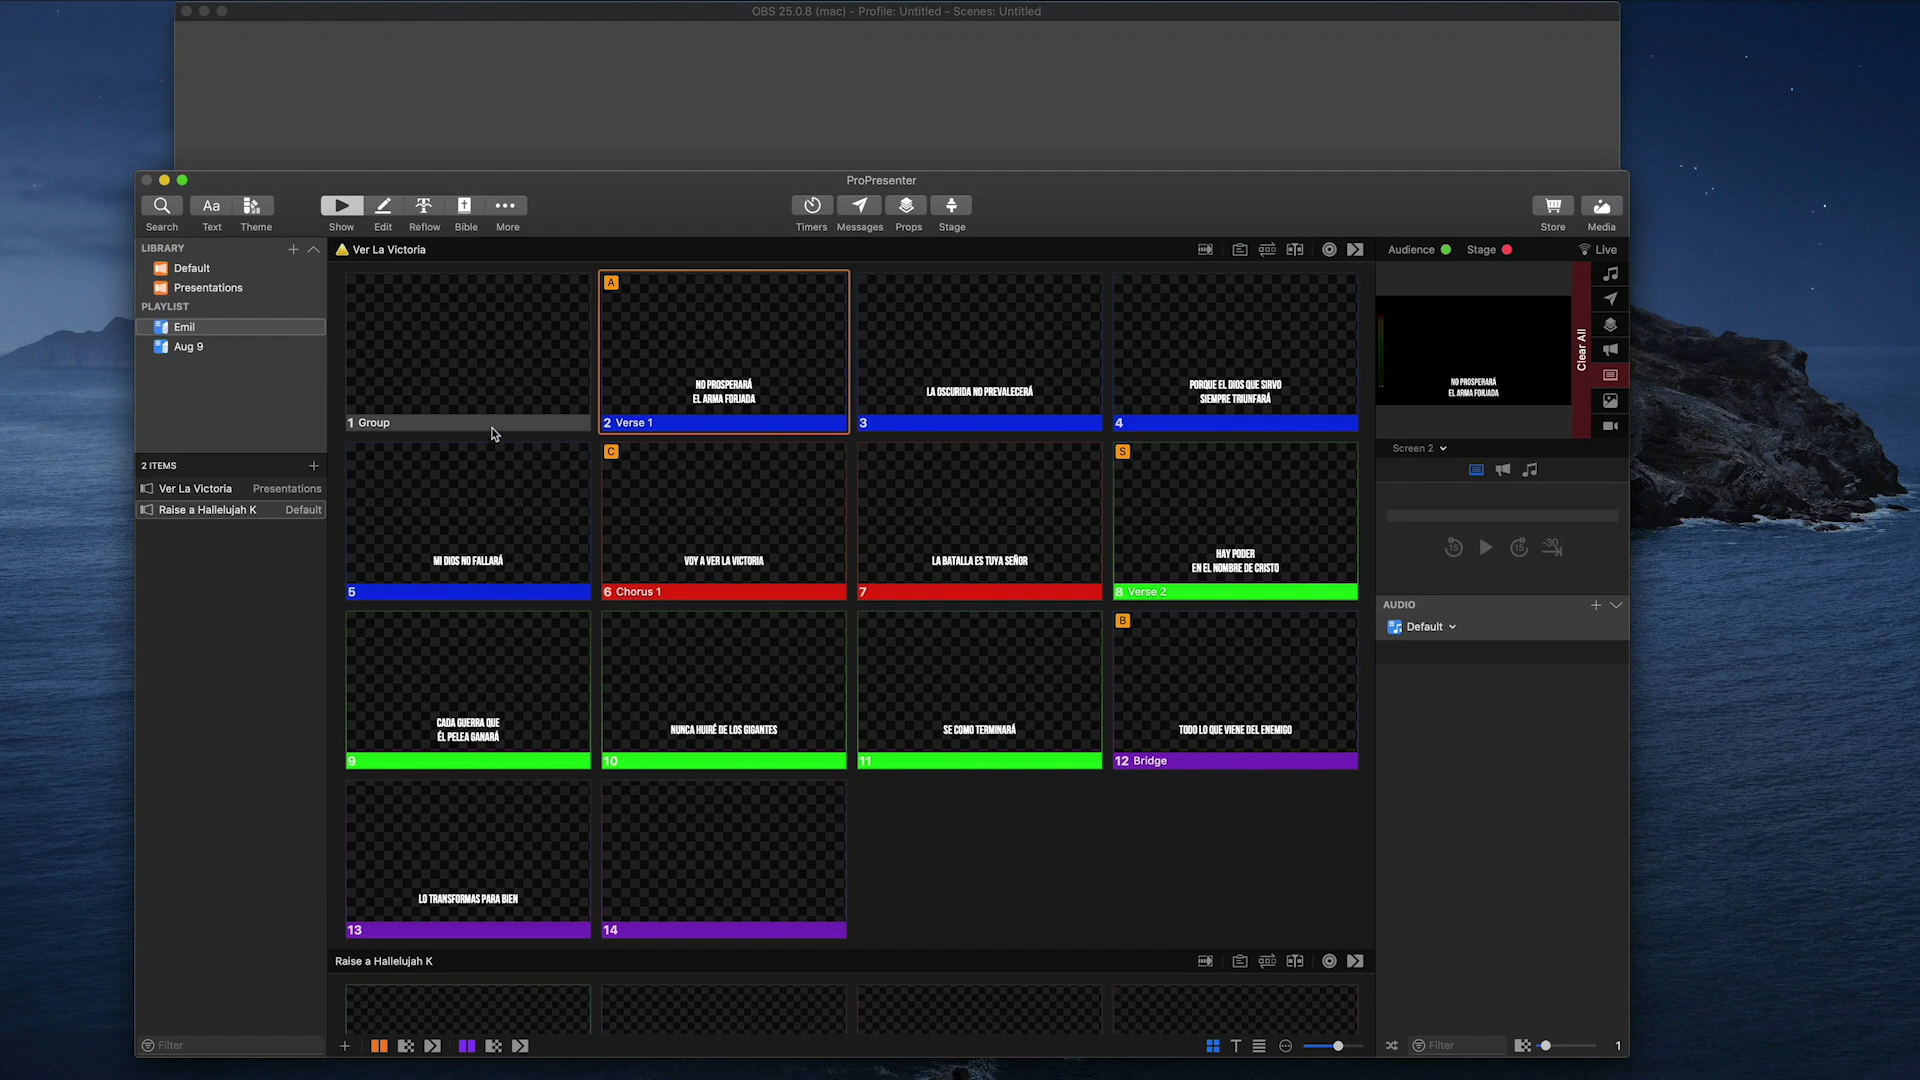 OBS 25.0.8 (mac) - Profile: Untitled - Scenes: Untitled
ProPresenter
Aa
Search
Text
Theme
Show
Edit
Reflow
Bible
More
Timers
Messages
Props
Stage
Store
Media
LIBRARY
Default
Presentations
PLAYLIST
Emil
Aug 9
2 ITEMS
Ver La Victoria Presentations
Raise a Hallelujah K Default
Filter
Ver La Victoria
1 Group
A
NO PROSPERARÁ
EL ARMA FORJADA
2 Verse 1
LA OSCURIDA NO PREVALECERÁ
3
PORQUE EL DIOS QUE SIRVO
SIEMPRE TRIUNFARÁ
4
MI DIOS NO FALLARÁ
5
C
VOY A VER LA VICTORIA
6 Chorus 1
LA BATALLA ES TUYA SEÑOR
7
S
HAY PODER
EN EL NOMBRE DE CRISTO
8 Verse 2
CADA GUERRA QUE
ÉL PELEA GANARÁ
9
NUNCA HUIRÉ DE LOS GIGANTES
10
SE COMO TERMINARÁ
11
B
TODO LO QUE VIENE DEL ENEMIGO
12 Bridge
LO TRANSFORMAS PARA BIEN
13
14
Raise a Hallelujah K
Audience
Stage
Live
NO PROSPERARÁ
EL ARMA FORJADA
Clear All
Screen 2
15
15
-30
AUDIO
Default
Filter
1